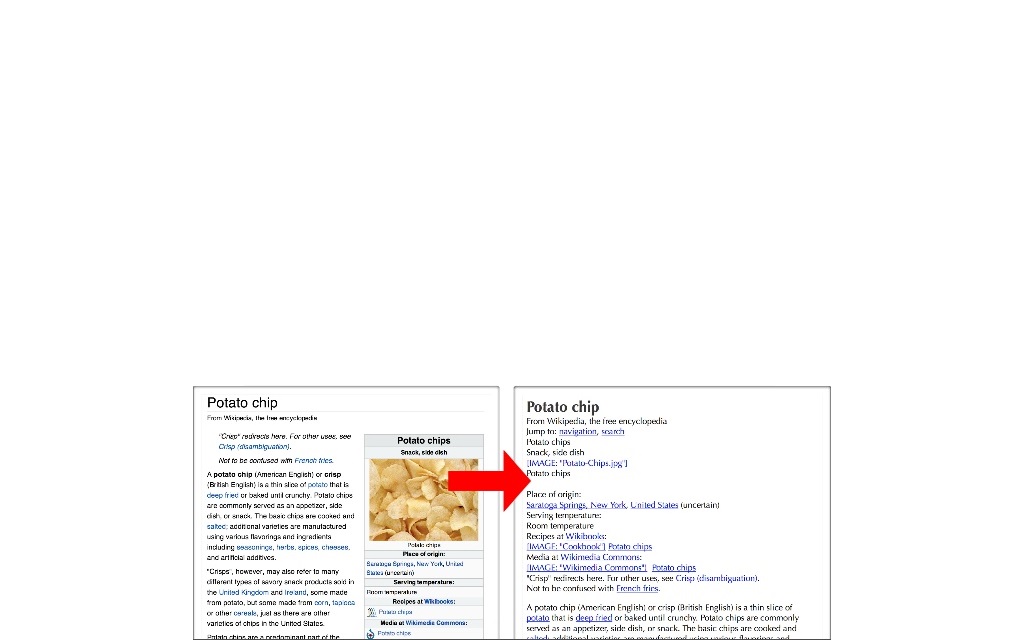 Potato chip
From Wikipedia, the free encyclopedia
"Crisp" redirects here. For other uses, see
Crisp (disambiguation).
Not to be confused with French fries.
A potato chip (American English) or crisp
(British English) is a thin slice of potato that is
deep fried or baked until crunchy. Potato chips
are commonly served as an appetizer, side
dish, or snack. The basic chips are cooked and
salted; additional varieties are manufactured
using various flavorings and ingredients
including seasonings, herbs, spices, cheeses,
and artificial additives.
"Crisps", however, may also refer to many
different types of savory snack products sold in
the United Kingdom and Ireland, some made
from potato, but some made from corn, tapioca
or other cereals, just as there are other
varieties of chips in the United States.
Potato chips are a predominant part of the
Potato chips
Snack, side dish
Potato chips
Place of origin:
Saratoga Springs, New York, United
States (uncertain)
Serving temperature:
Room temperature
Recipes at Wikibooks:
Potato chips
Media at Wikimedia Commons:
Potato chips
Potato chip
From Wikipedia, the free encyclopedia
Jump to: navigation, search
Potato chips
Snack, side dish
[IMAGE: "Potato-Chips.jpg"]
Potato chips
Place of origin:
Saratoga Springs, New York, United States (uncertain)
Serving temperature:
Room temperature
Recipes at Wikibooks:
[IMAGE: "Cookbook"] Potato chips
Media at Wikimedia Commons:
[IMAGE: "Wikimedia Commons"] Potato chips
"Crisp" redirects here. For other uses, see Crisp (disambiguation).
Not to be confused with French fries.
A potato chip (American English) or crisp (British English) is a thin slice of
potato that is deep fried or baked until crunchy. Potato chips are commonly
served as an appetizer, side dish, or snack. The basic chips are cooked and
salted; additional varieties are manufactured using various flavorings and